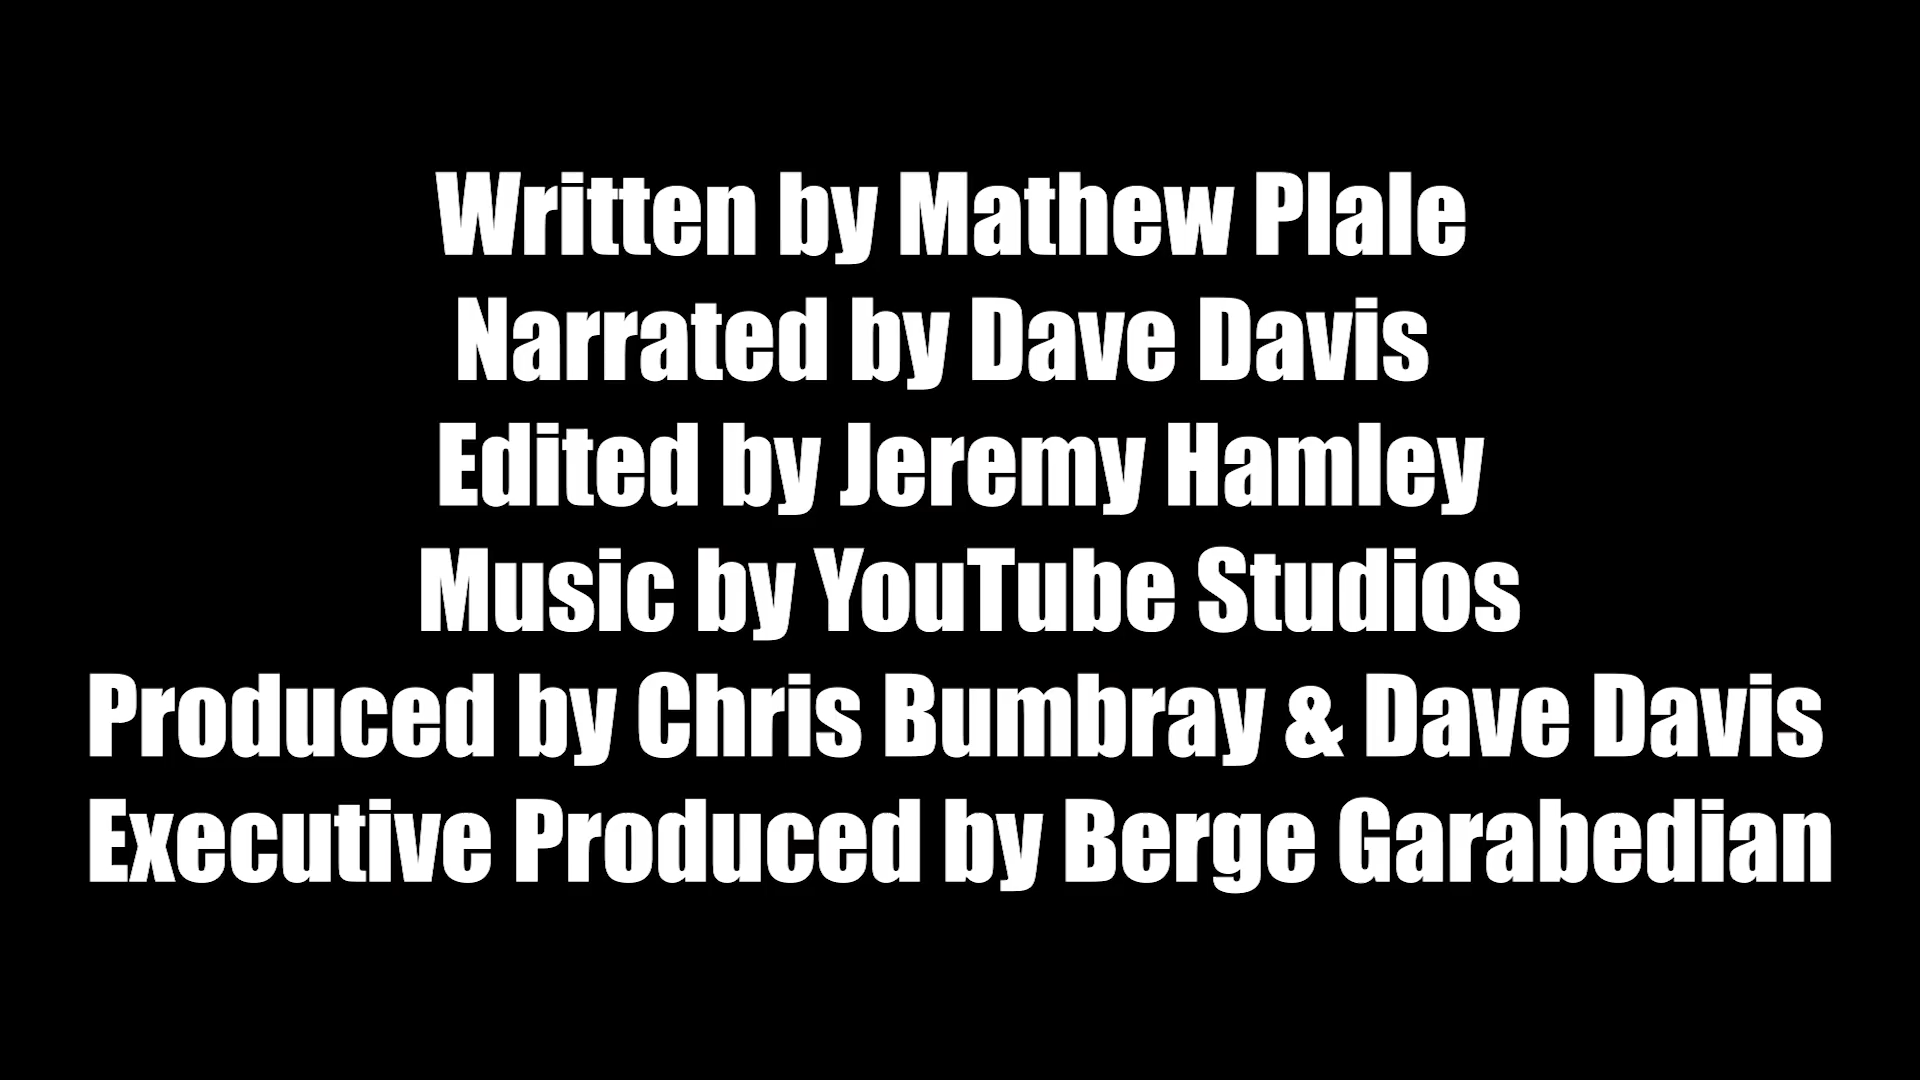 Written by Mathew Plale
Narrated by Dave Davis
Edited by Jeremy Hamley
Music by YouTube Studios
Produced by Chris Bumbray & Dave Davis
Executive Produced by Berge Garabedian